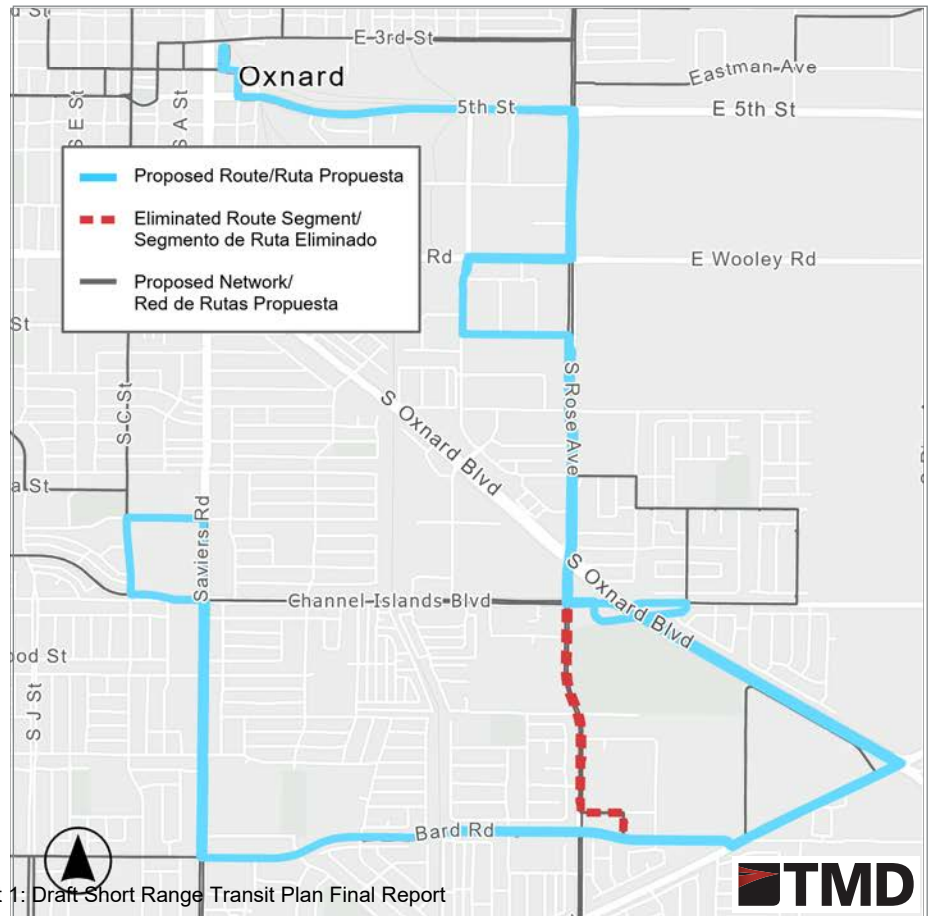 E 3rd St
Oxnard
Eastman Ave
5th St
E 5th St
S E St
S A St
Proposed Route/Ruta Propuesta
Eliminated Route Segment/
Segmento de Ruta Eliminado
Proposed Network/
Red de Rutas Propuesta
Rd
E Wooley Rd
St
S C St
S Rose Ave
S Oxnard Blvd
a St
Saviers Rd
S Oxnard Blvd
Channel Islands Blvd
ood St
S J St
Bard Rd
1: Draft Short Range Transit Plan Final Report
TMD